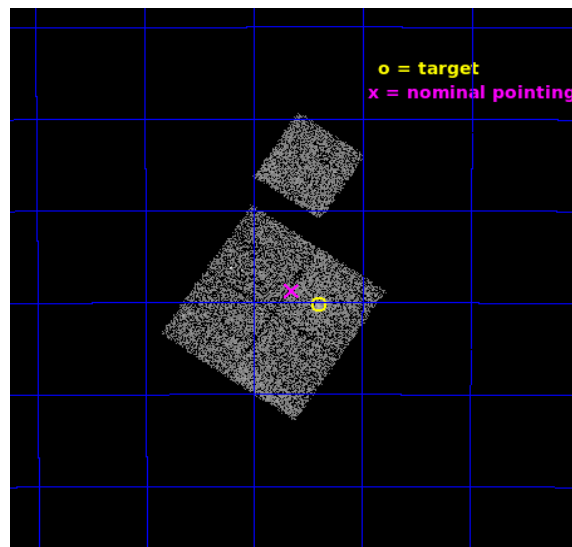 o = target
x = nominal pointing